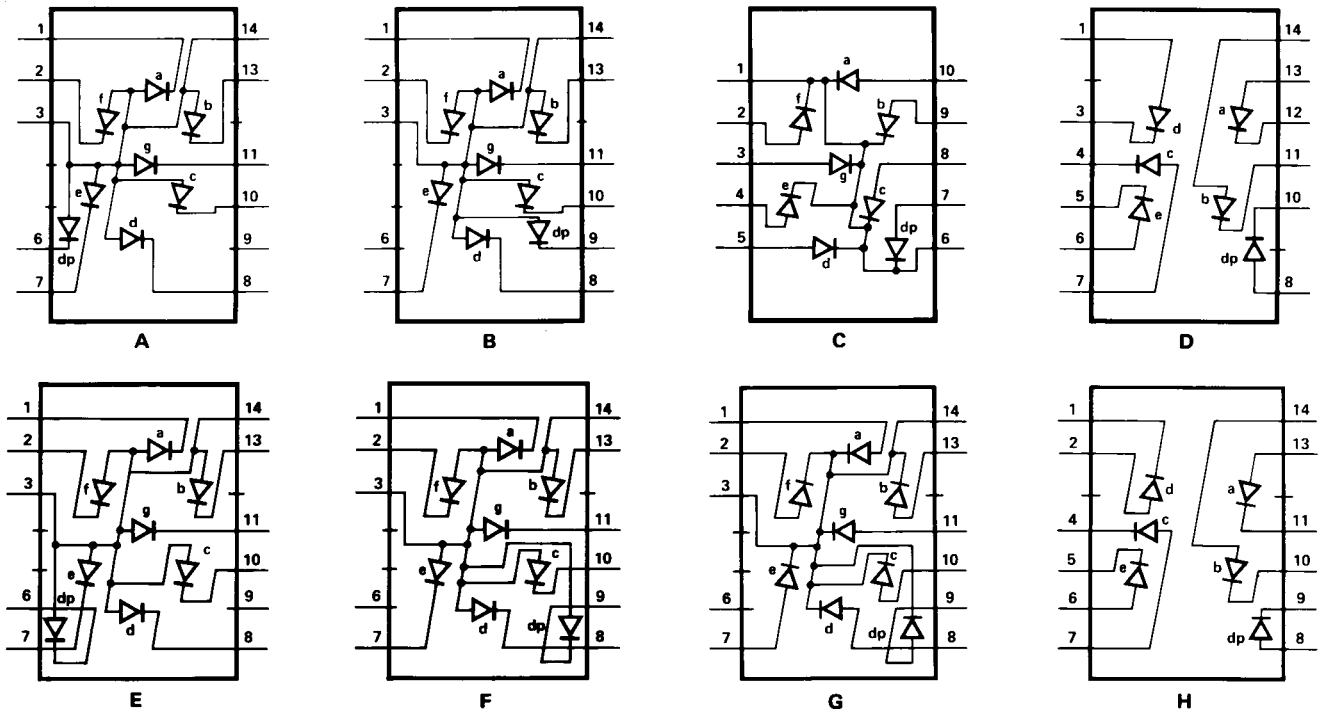 1 14
a
2 13
f b
3
g 11
e c
10
6 9
dp d
7 8
A
1 14
a
2 13
f b
3
g 11
e c
10
dp
6 9
d
7 8
B
a
1 10
f b
2 9
3 8
g
e c
4 7
dp
5 6
d
C
1 14
13
a
3 12
d
4 c 11
5 10
b
e
6
dp
7 8
D
1 14
a
2 13
f b
3
g 11
c
e 10
dp
6 9
d
7 8
E
1 14
a
2 13
f b
3
g 11
c
e 10
6 9
d dp
7 8
F
1 14
a
2 13
f b
3
g 11
c
e 10
6 9
d dp
7 8
G
1 14
2 13
d a
4 c 11
5 10
e b
6 9
dp
7 8
H